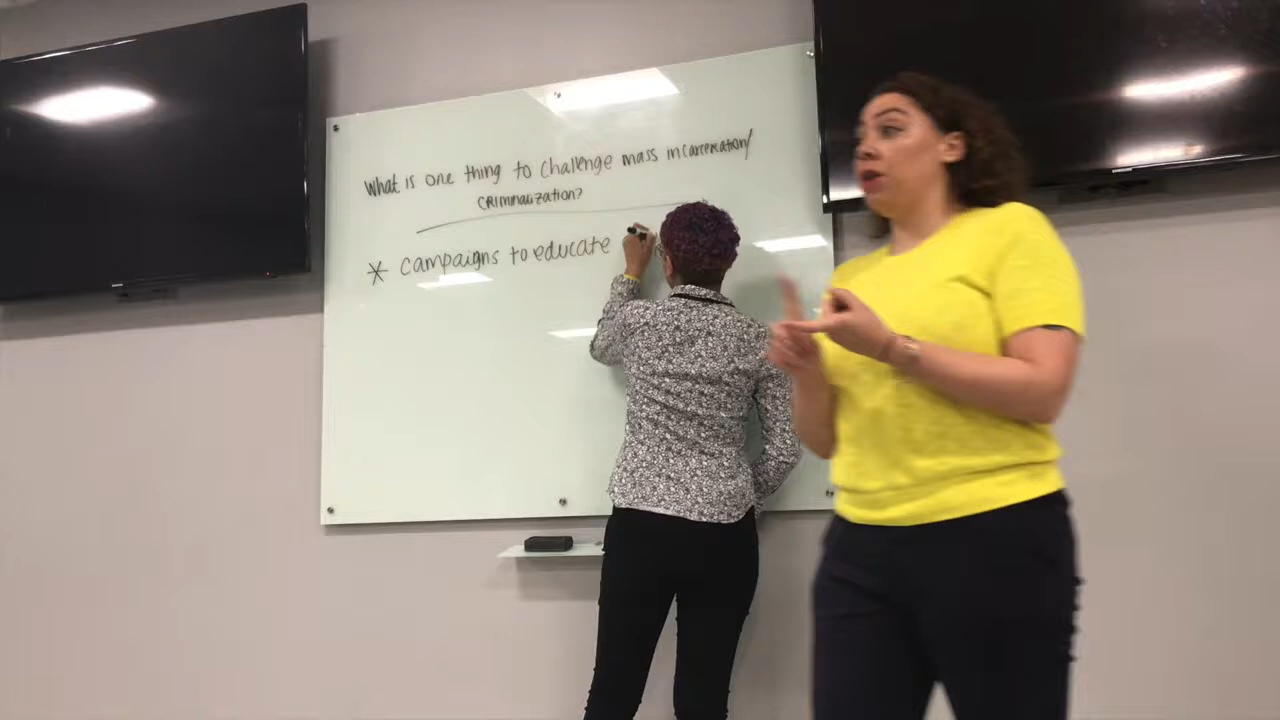 What is one thing to challenge mass incarceration/
criminalization?
* campaigns to educate